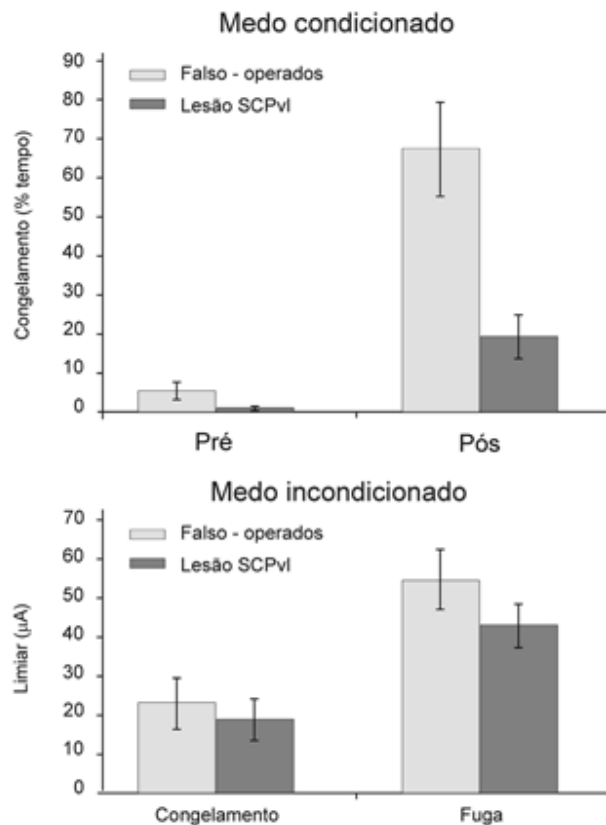 Medo condicionado
Falso - operados
Lesão SCPvl
Congelamento (% tempo)
90
80
70
60
50
40
30
20
10
0
Pré Pós
Medo incondicionado
Falso - operados
Lesão SCPvl
Limiar (μA)
70
60
50
40
30
20
10
0
Congelamento Fuga